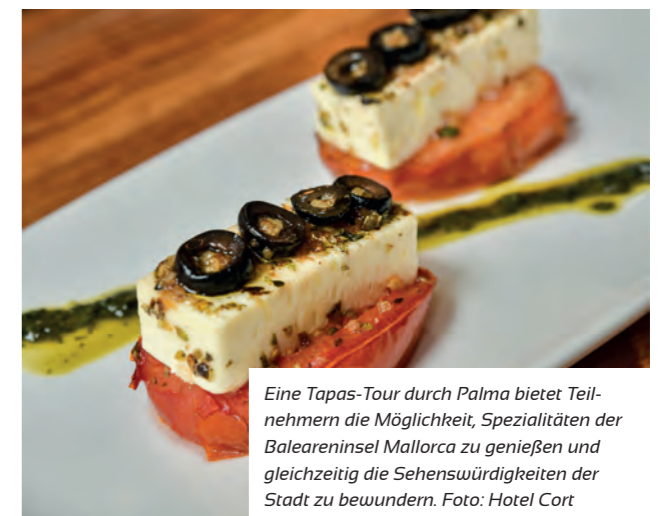 Eine Tapas-Tour durch Palma bietet Teil-
nehmern die Möglichkeit, Spezialitäten der
Baleareninsel Mallorca zu genießen und
gleichzeitig die Sehenswürdigkeiten der
Stadt zu bewundern. Foto: Hotel Cort